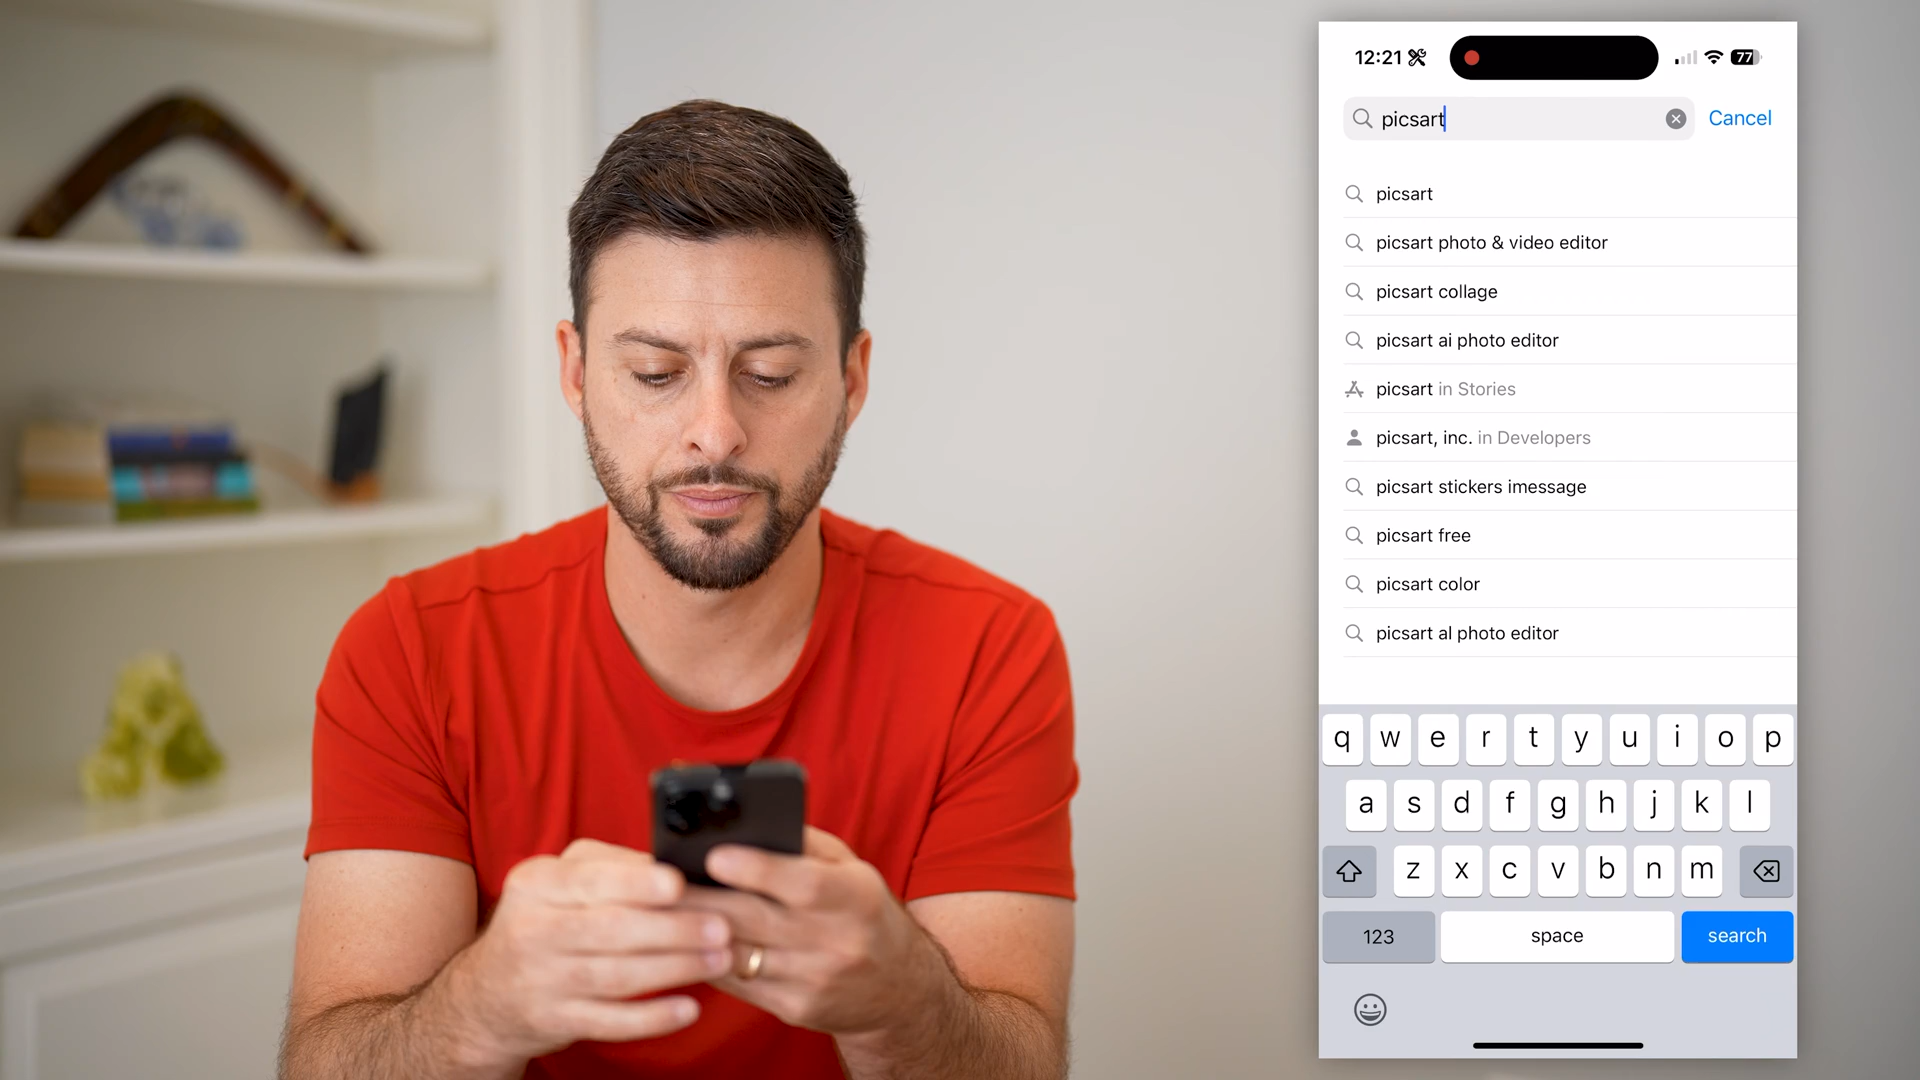 12:21
77
picsart
Cancel
picsart
picsart photo & video editor
picsart collage
picsart ai photo editor
picsart in Stories
picsart, inc. in Developers
picsart stickers imessage
picsart free
picsart color
picsart al photo editor
q w e r t y u i o p
a s d f g h j k l
z x c v b n m
123 space search